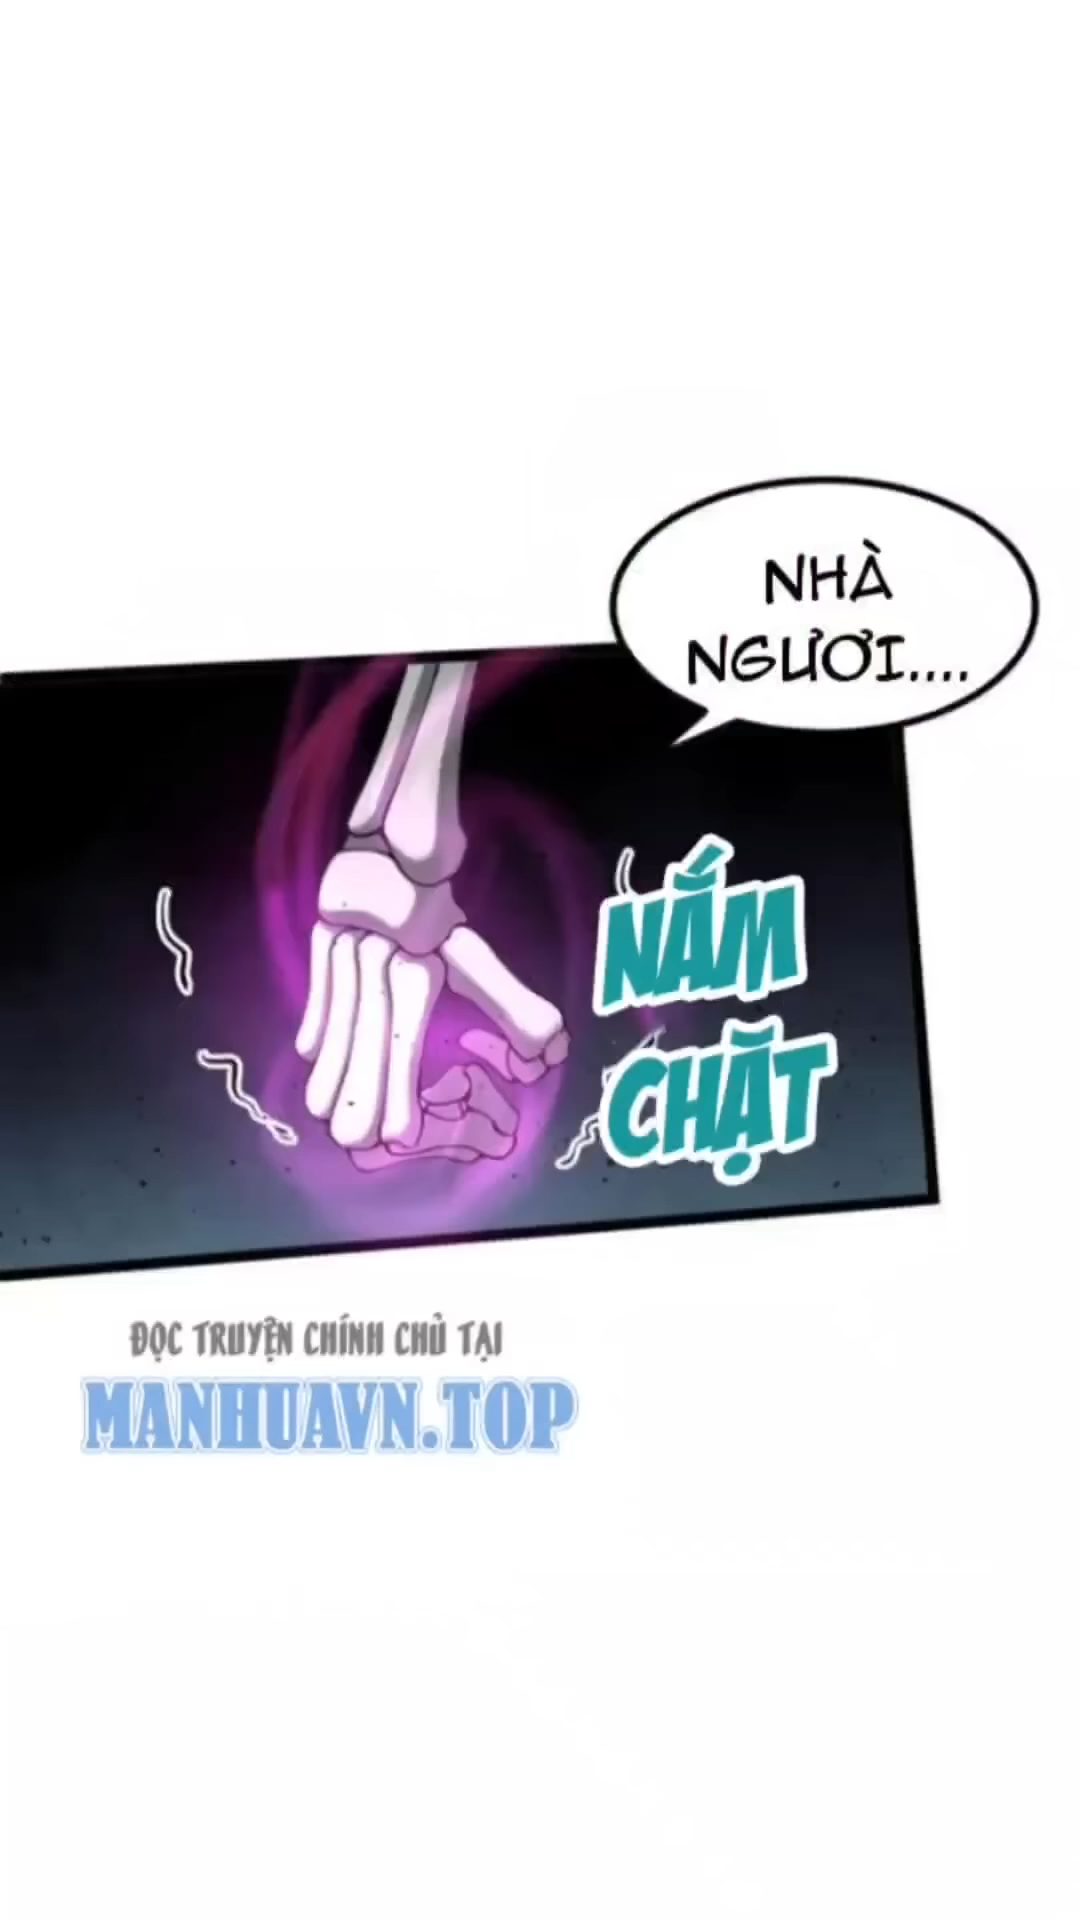 NHÀ
NGƯƠI....
NẮM
CHẶT
ĐỌC TRUYỆN CHÍNH CHỦ TẠI
MANHUAVN.TOP